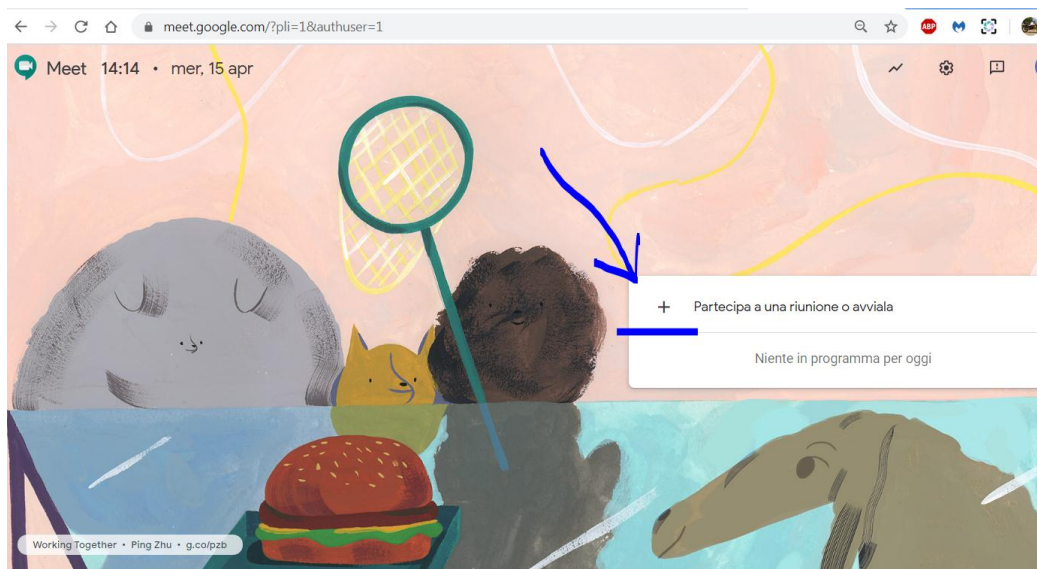 meet.google.com/?pli=1&authuser=1
ABP
Meet 14:14 • mer, 15 apr
Partecipa a una riunione o avviala
Niente in programma per oggi
Working Together • Ping Zhu • g.co/pzb